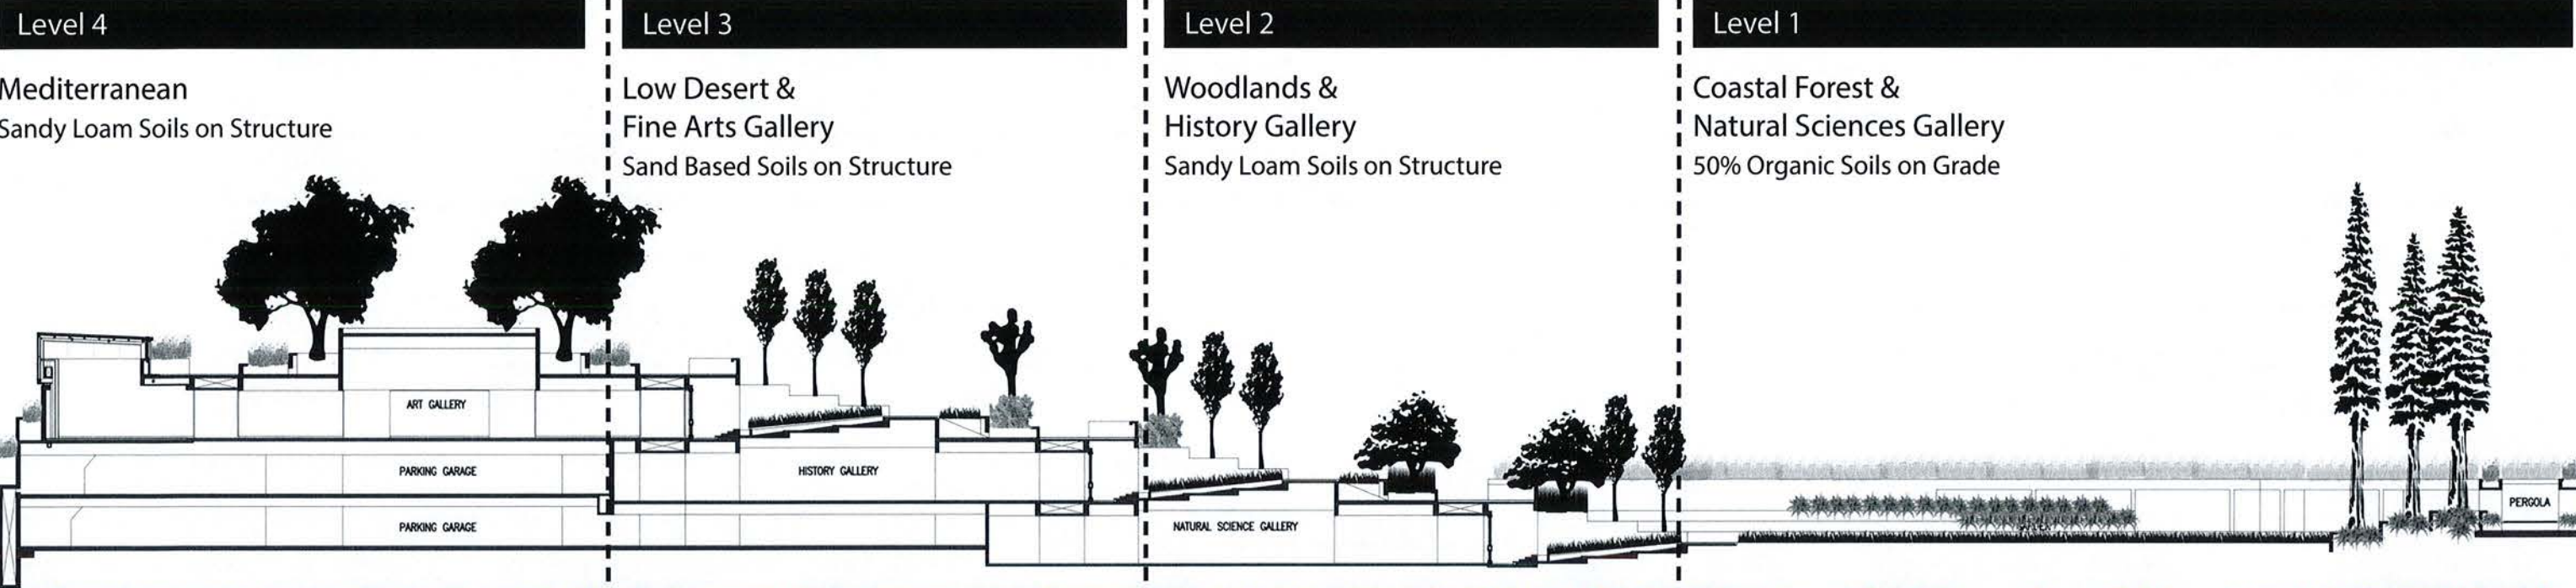 Level 4
Mediterranean
Sandy Loam Soils on Structure
Level 3
Low Desert &
Fine Arts Gallery
Sand Based Soils on Structure
Level 2
Woodlands &
History Gallery
Sandy Loam Soils on Structure
Level 1
Coastal Forest &
Natural Sciences Gallery
50% Organic Soils on Grade
ART GALLERY
PARKING GARAGE
PARKING GARAGE
HISTORY GALLERY
NATURAL SCIENCE GALLERY
PERGOLA